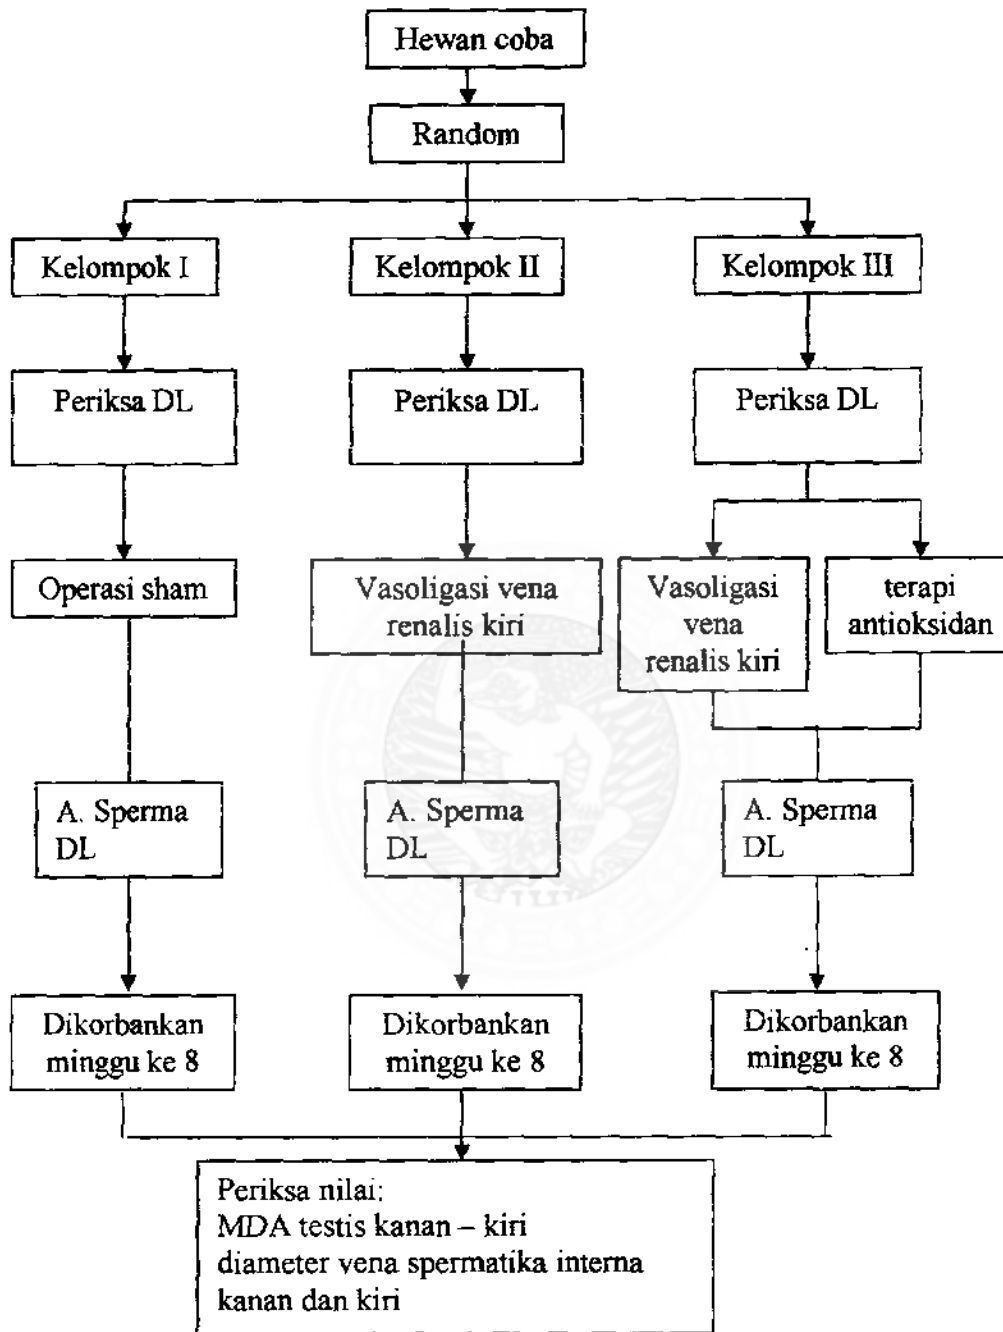 Hewan coba
Random
Kelompok I
Kelompok II
Kelompok III
Periksa DL
Periksa DL
Periksa DL
Operasi sham
Vasoligasi vena
renalis kiri
Vasoligasi
vena
renalis kiri
terapi
antioksidan
A. Sperma
DL
A. Sperma
DL
A. Sperma
DL
Dikorbankan
minggu ke 8
Dikorbankan
minggu ke 8
Dikorbankan
minggu ke 8
Periksa nilai:
MDA testis kanan – kiri
diameter vena spermatika interna
kanan dan kiri